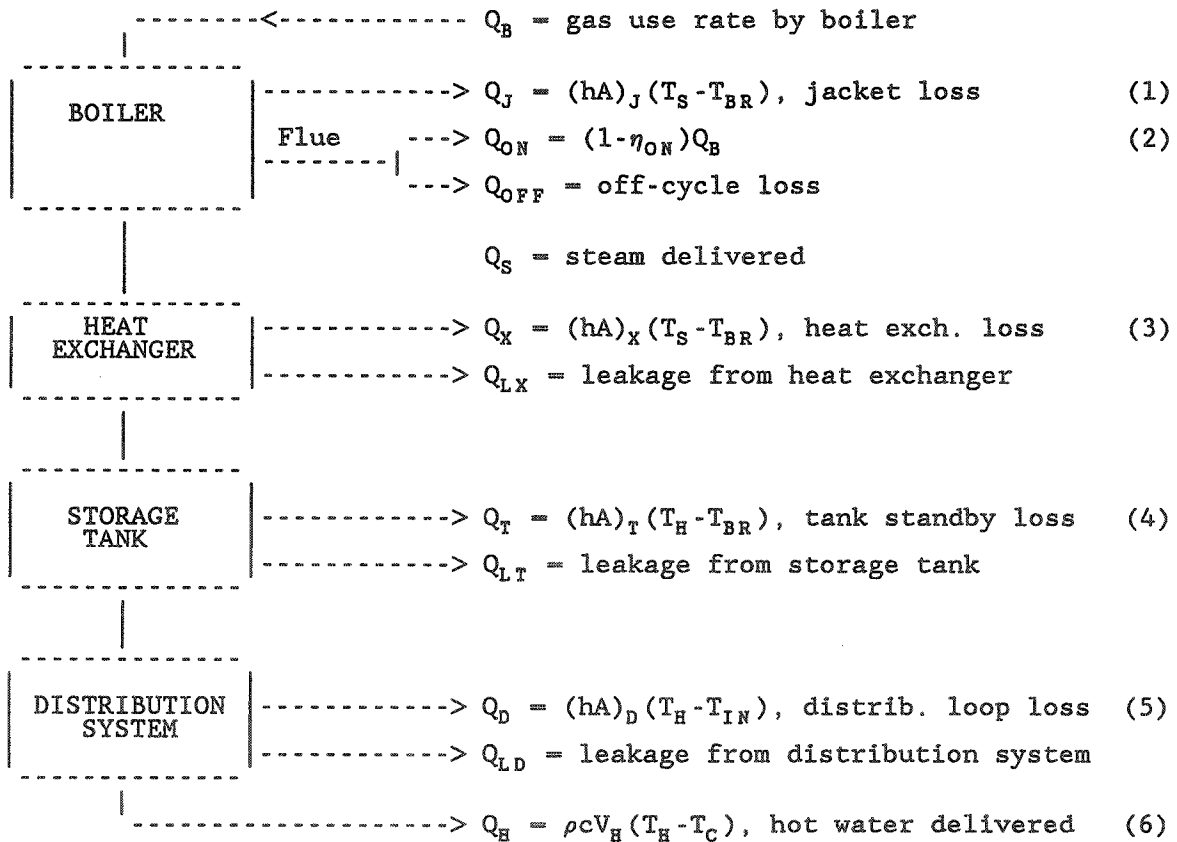 Q_B = gas use rate by boiler
BOILER
Q_J = (hA)_J(T_S-T_BR), jacket loss (1)
Flue
Q_ON = (1-η_ON)Q_B (2)
Q_OFF = off-cycle loss
Q_S = steam delivered
HEAT
EXCHANGER
Q_X = (hA)_X(T_S-T_BR), heat exch. loss (3)
Q_LX = leakage from heat exchanger
STORAGE
TANK
Q_T = (hA)_T(T_H-T_BR), tank standby loss (4)
Q_LT = leakage from storage tank
DISTRIBUTION
SYSTEM
Q_D = (hA)_D(T_H-T_IN), distrib. loop loss (5)
Q_LD = leakage from distribution system
Q_H = ρcV_H(T_H-T_C), hot water delivered (6)